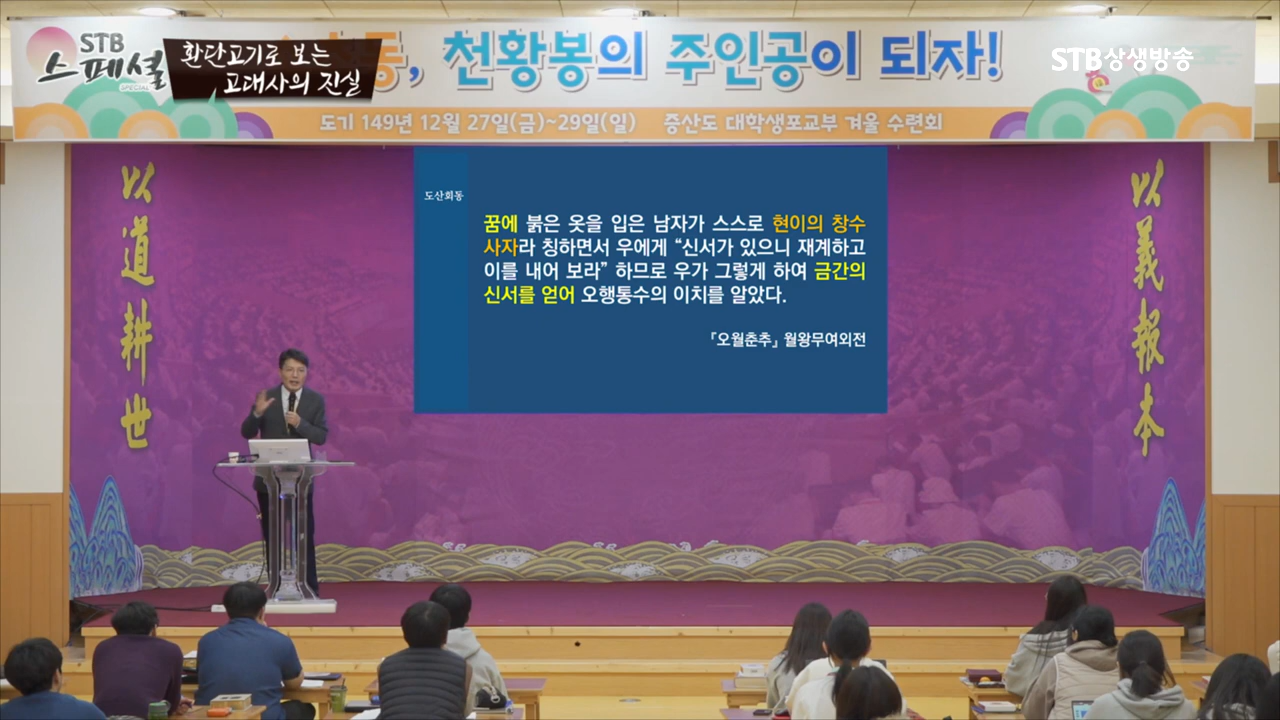 STB
스페셜
SPECIAL
환단고기로 보는
고대사의 진실
동, 천황봉의 주인공이 되자!
STB상생방송
도기 149년 12월 27일(금)~29일(일) 증산도 대학생포교부 겨울 수련회
以道耕世
도산회동
꿈에 붉은 옷을 입은 남자가 스스로 현이의 창수
사자라 칭하면서 우에게 “신서가 있으니 재계하고
이를 내어 보라” 하므로 우가 그렇게 하여 금간의
신서를 얻어 오행통수의 이치를 알았다.
『오월춘추』 월왕무여외전
以義報本